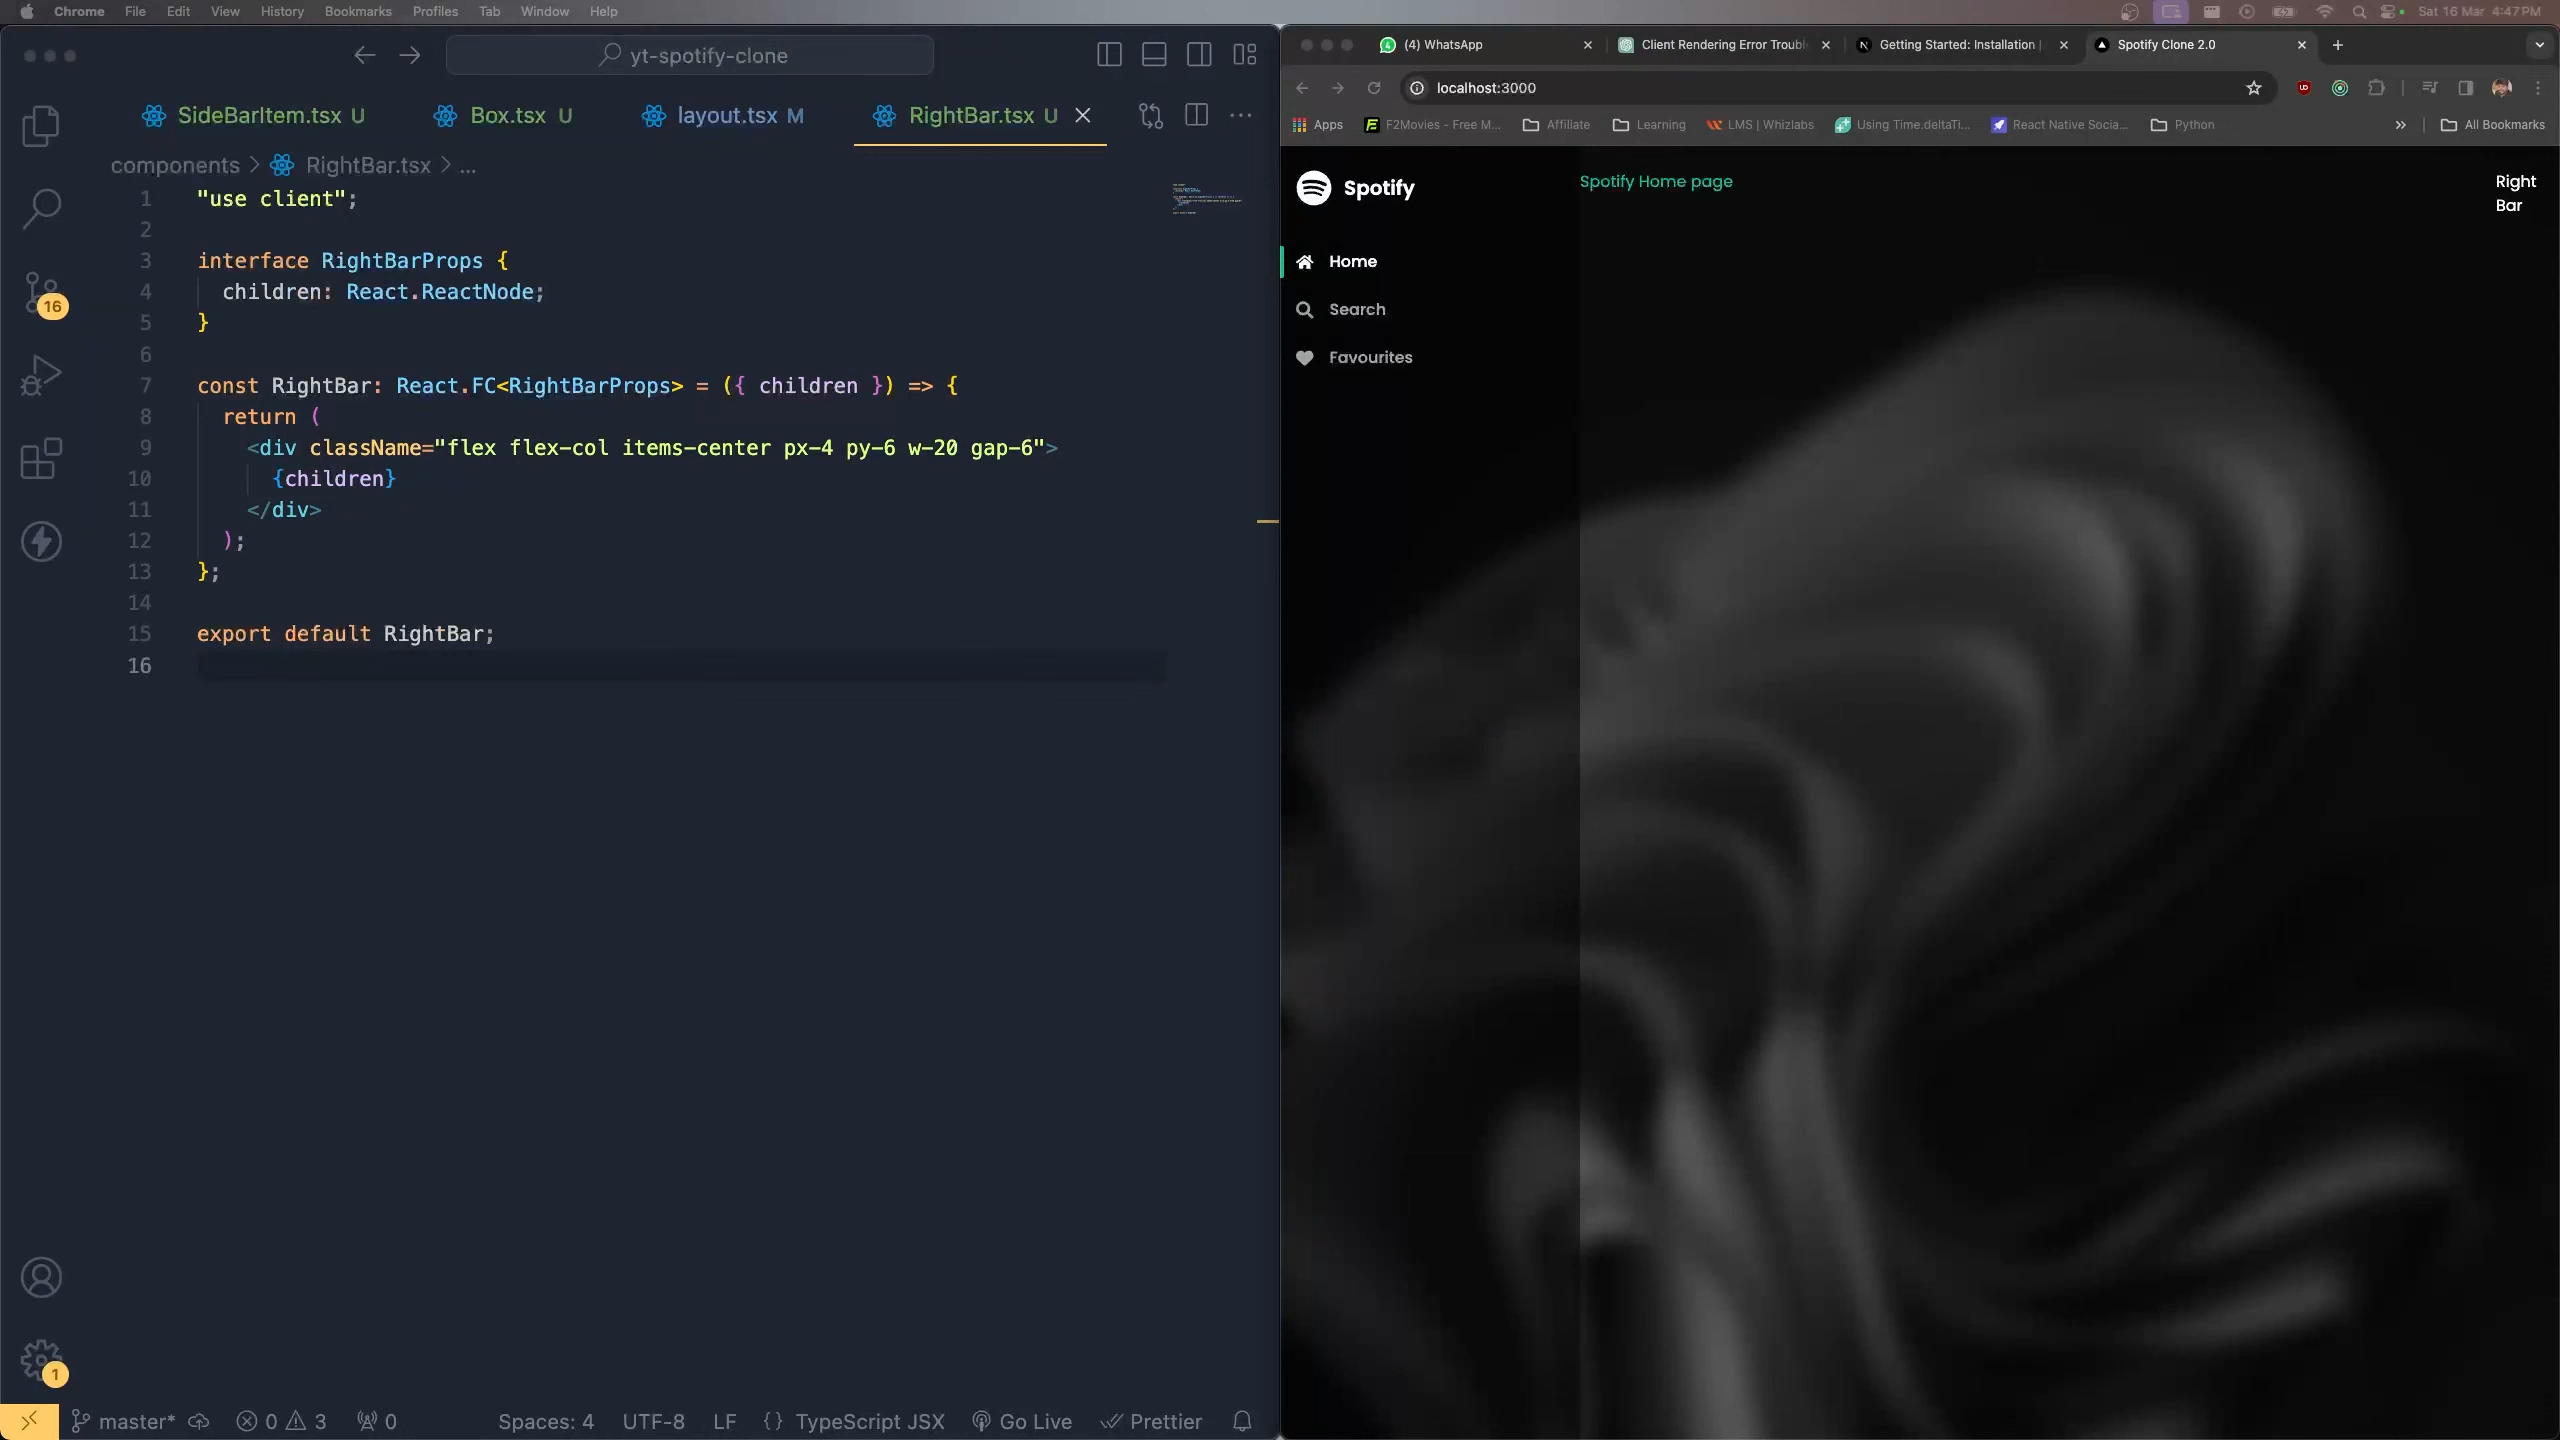 Chrome File Edit View History Bookmarks Profiles Tab Window Help
Sat 16 Mar 4:47 PM
yt-spotify-clone
SideBarItem.tsx U
Box.tsx U
layout.tsx M
RightBar.tsx U
components > RightBar.tsx > ...
1 "use client";
2
3 interface RightBarProps {
4 children: React.ReactNode;
5 }
6
7 const RightBar: React.FC<RightBarProps> = ({ children }) => {
8 return (
9 <div className="flex flex-col items-center px-4 py-6 w-20 gap-6">
10 {children}
11 </div>
12 );
13 };
14
15 export default RightBar;
16
16
1
master* 0 3 0 Spaces: 4 UTF-8 LF {} TypeScript JSX Go Live Prettier
(4) WhatsApp
Client Rendering Error Troubl
Getting Started: Installation |
Spotify Clone 2.0
localhost:3000
Apps
F2Movies - Free M...
Affiliate
Learning
LMS | Whizlabs
Using Time.deltaTi...
React Native Socia...
Python
All Bookmarks
Spotify
Home
Search
Favourites
Spotify Home page
Right
Bar